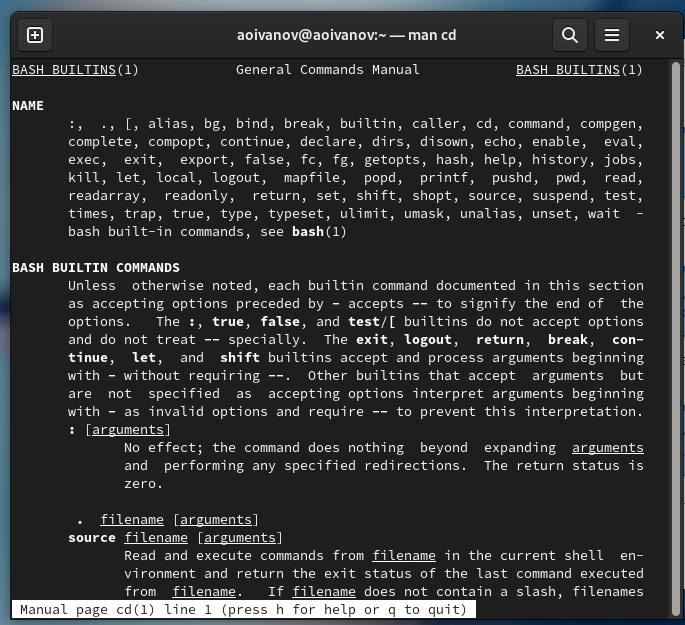 aoivanov@aoivanov:~ — man cd
BASH BUILTINS(1) General Commands Manual BASH BUILTINS(1)
NAME
:, ., [, alias, bg, bind, break, builtin, caller, cd, command, compgen,
complete, compopt, continue, declare, dirs, disown, echo, enable, eval,
exec, exit, export, false, fc, fg, getopts, hash, help, history, jobs,
kill, let, local, logout, mapfile, popd, printf, pushd, pwd, read,
readarray, readonly, return, set, shift, shopt, source, suspend, test,
times, trap, true, type, typeset, ulimit, umask, unalias, unset, wait -
bash built-in commands, see bash(1)
BASH BUILTIN COMMANDS
Unless otherwise noted, each builtin command documented in this section
as accepting options preceded by - accepts -- to signify the end of the
options. The :, true, false, and test/[ builtins do not accept options
and do not treat -- specially. The exit, logout, return, break, con-
tinue, let, and shift builtins accept and process arguments beginning
with - without requiring --. Other builtins that accept arguments but
are not specified as accepting options interpret arguments beginning
with - as invalid options and require -- to prevent this interpretation.
: [arguments]
No effect; the command does nothing beyond expanding arguments
and performing any specified redirections. The return status is
zero.
. filename [arguments]
source filename [arguments]
Read and execute commands from filename in the current shell en-
vironment and return the exit status of the last command executed
from filename. If filename does not contain a slash, filenames
Manual page cd(1) line 1 (press h for help or q to quit)